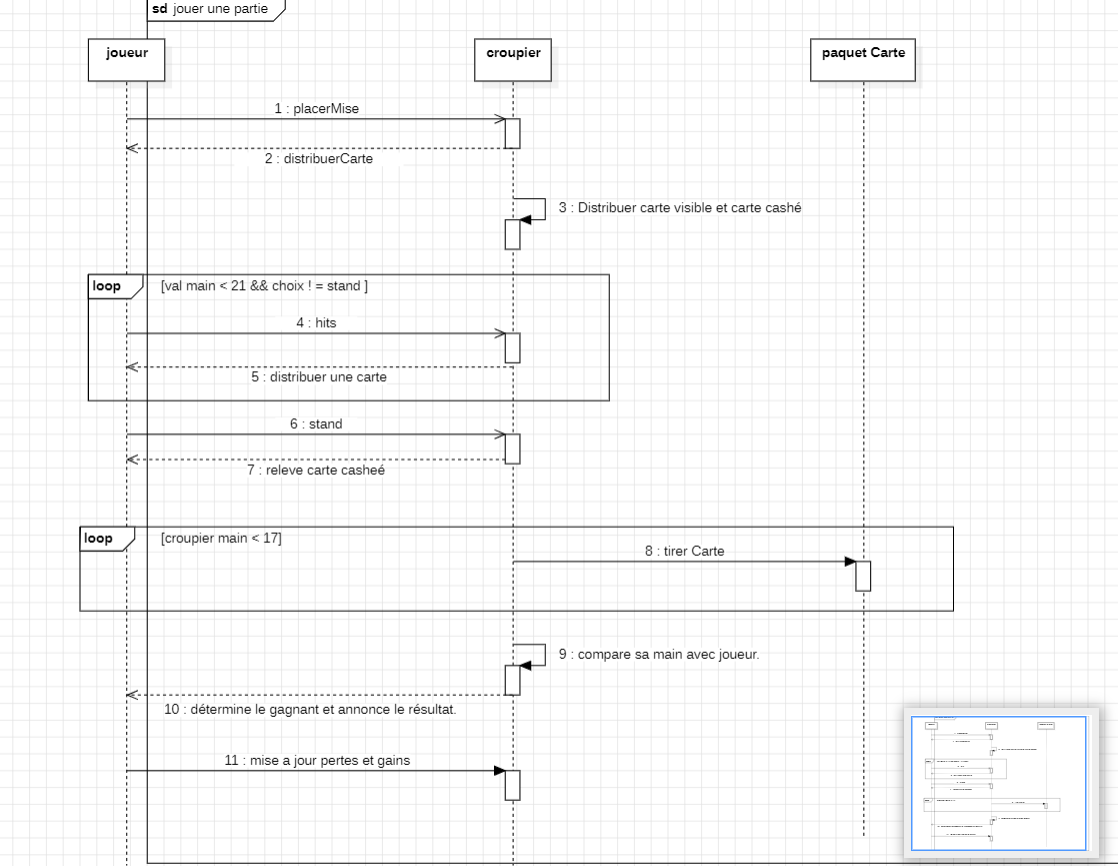 sd jouer une partie
joueur
croupier
paquet Carte
1 : placerMise
2 : distribuerCarte
3 : Distribuer carte visible et carte cashé
loop
[val main < 21 && choix ! = stand ]
4 : hits
5 : distribuer une carte
6 : stand
7 : releve carte casheé
loop
[croupier main < 17]
8 : tirer Carte
9 : compare sa main avec joueur.
10 : détermine le gagnant et annonce le résultat.
11 : mise a jour pertes et gains